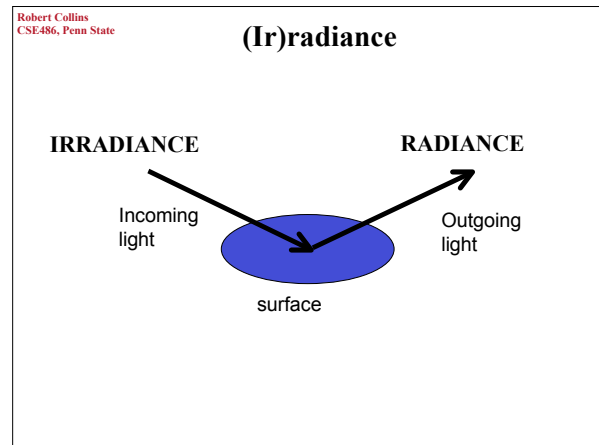 Robert Collins
CSE486, Penn State
(Ir)radiance
IRRADIANCE
RADIANCE
Incoming
light
Outgoing
light
surface